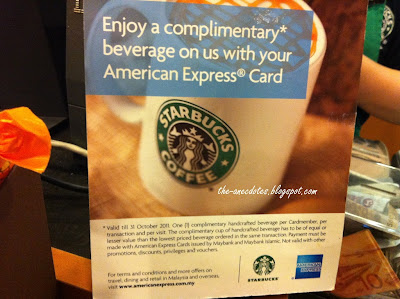 Enjoy a complimentary*
beverage on us with your
American Express® Card
STARBUCKS
COFFEE
the-anecdotes.blogspot.com
* Valid till 31 October 2011. One (1) complimentary handcrafted beverage per Cardmember, per
transaction and per visit. The complimentary cup of handcrafted beverage has to be of equal or
lesser value than the lowest priced beverage ordered in the same transaction. Payment must be
made with American Express Cards issued by Maybank and Maybank Islamic. Not valid with other
promotions, discounts, privileges and vouchers.
For terms and conditions and more offers on
travel, dining and retail in Malaysia and overseas,
visit www.americanexpress.com.my
STARBUCKS
AMERICAN
EXPRESS